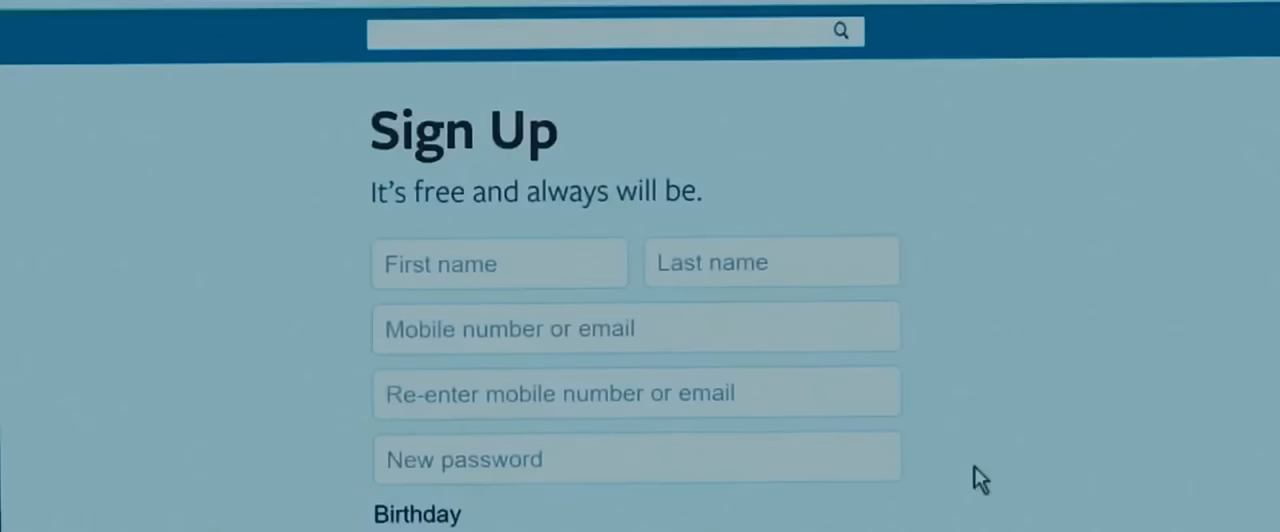 Sign Up
It's free and always will be.
First name Last name
Mobile number or email
Re-enter mobile number or email
New password
Birthday